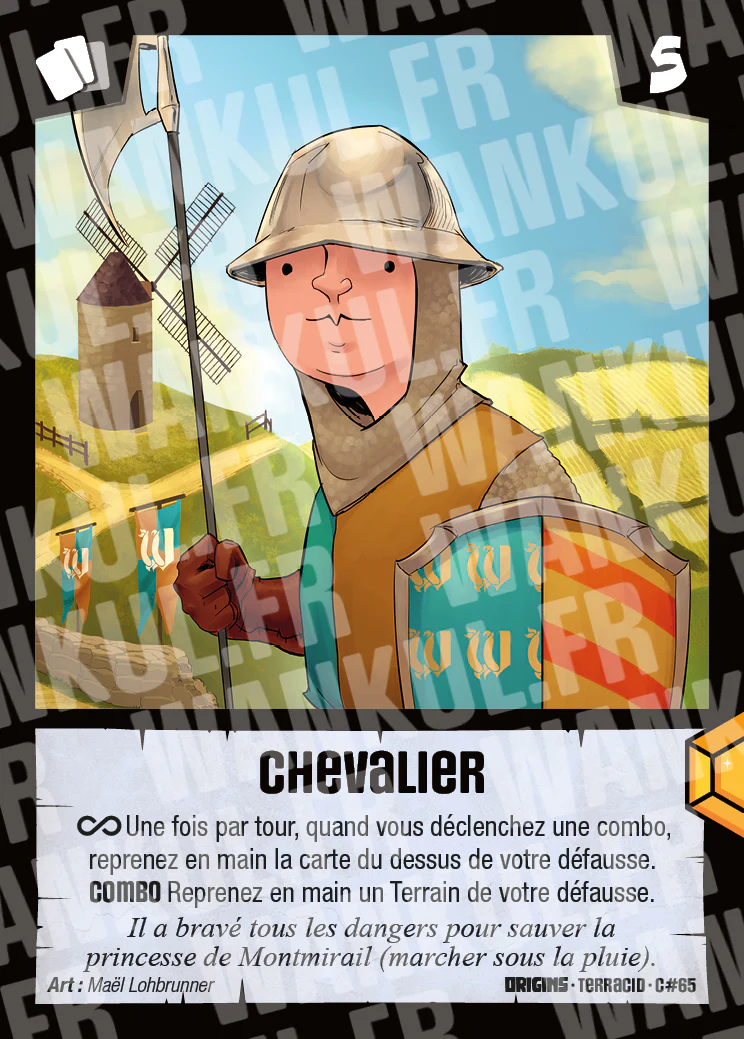 5
CHEVALIER
∞ Une fois par tour, quand vous déclenchez une combo,
reprenez en main la carte du dessus de votre défausse.
COMBO Reprenez en main un Terrain de votre défausse.
Il a bravé tous les dangers pour sauver la
princesse de Montmirail (marcher sous la pluie).
Art : Maël Lohbrunner
ORIGINS · TERRACID · C#65
W W
W W
W W
WANKUL.FR